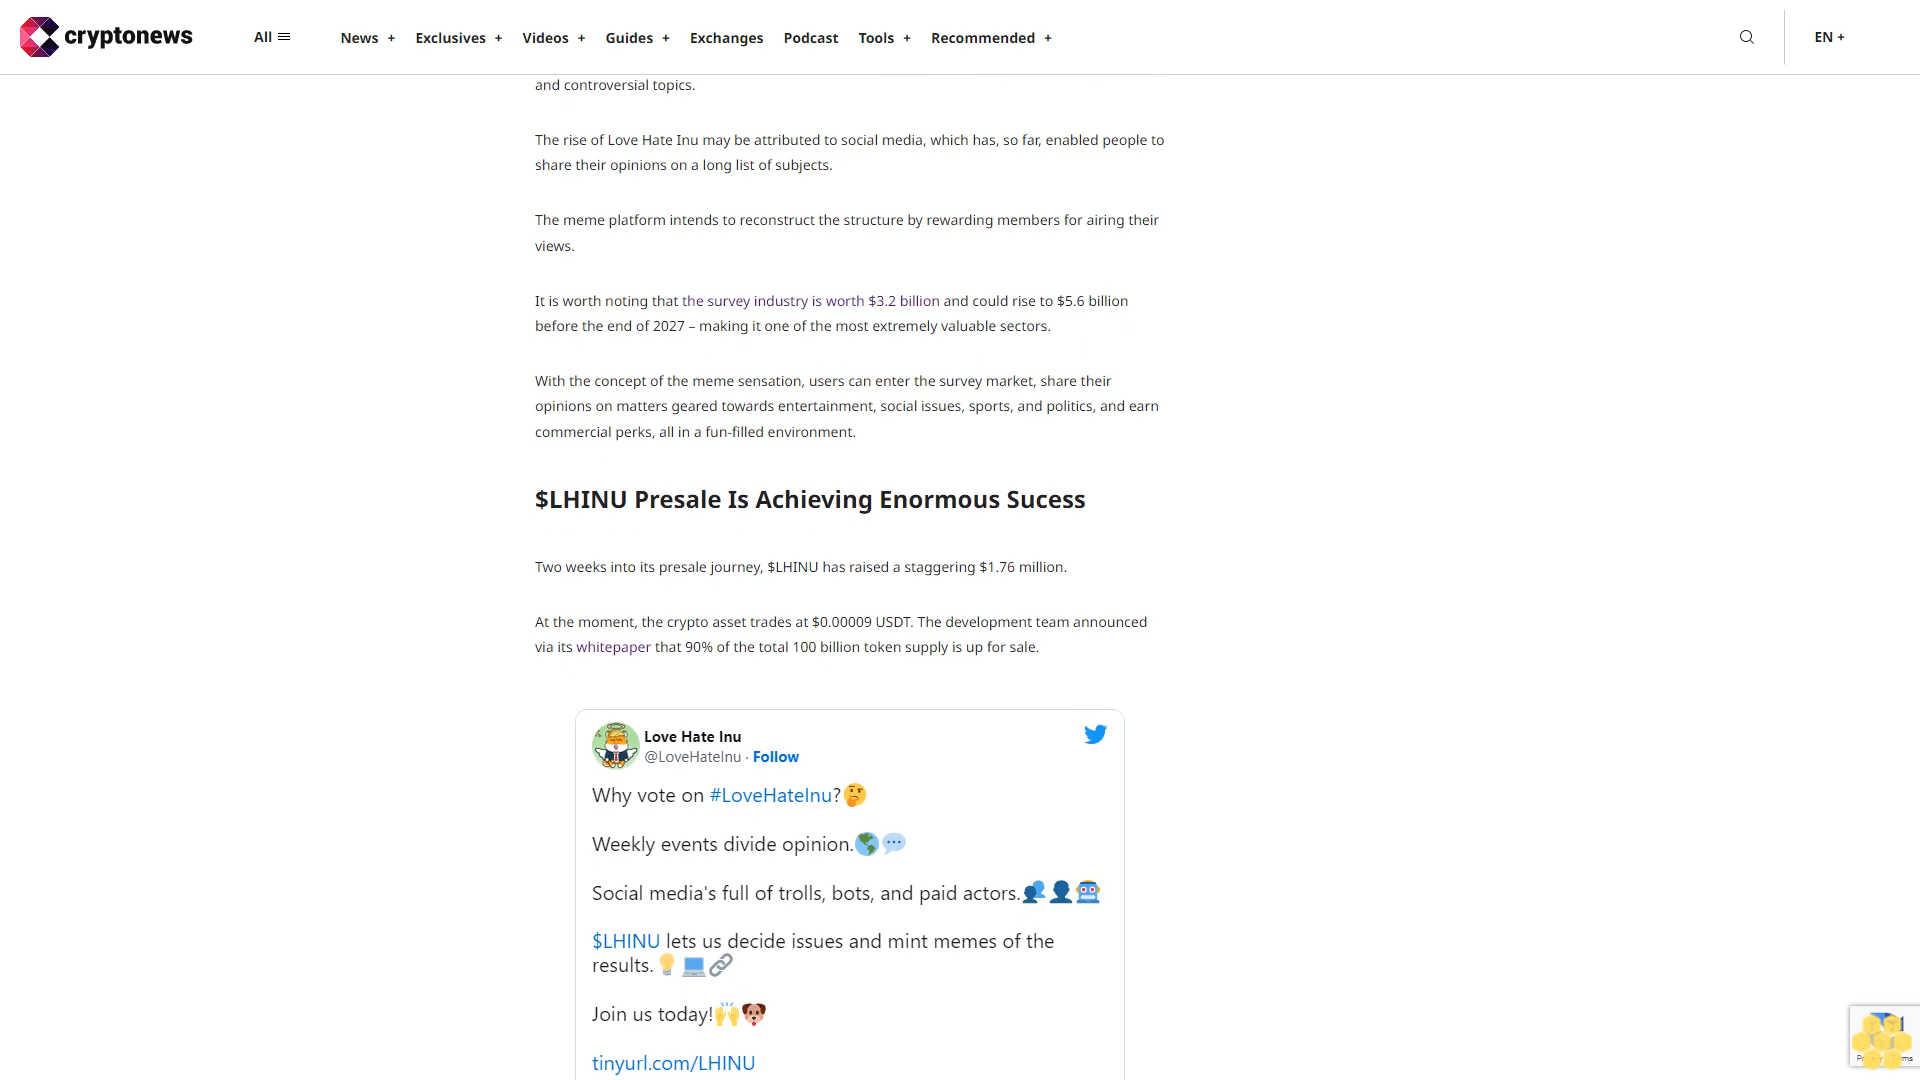 cryptonews
All
News +
Exclusives +
Videos +
Guides +
Exchanges
Podcast
Tools +
Recommended +
EN +
and controversial topics.
The rise of Love Hate Inu may be attributed to social media, which has, so far, enabled people to
share their opinions on a long list of subjects.
The meme platform intends to reconstruct the structure by rewarding members for airing their
views.
It is worth noting that the survey industry is worth $3.2 billion and could rise to $5.6 billion
before the end of 2027 – making it one of the most extremely valuable sectors.
With the concept of the meme sensation, users can enter the survey market, share their
opinions on matters geared towards entertainment, social issues, sports, and politics, and earn
commercial perks, all in a fun-filled environment.
$LHINU Presale Is Achieving Enormous Sucess
Two weeks into its presale journey, $LHINU has raised a staggering $1.76 million.
At the moment, the crypto asset trades at $0.00009 USDT. The development team announced
via its whitepaper that 90% of the total 100 billion token supply is up for sale.
Love Hate Inu
@LoveHateInu · Follow
Why vote on #LoveHateInu?🤔
Weekly events divide opinion.🌎💬
Social media's full of trolls, bots, and paid actors.👥👤🤖
$LHINU lets us decide issues and mint memes of the
results.💡💻🔗
Join us today!🙌🐶
tinyurl.com/LHINU